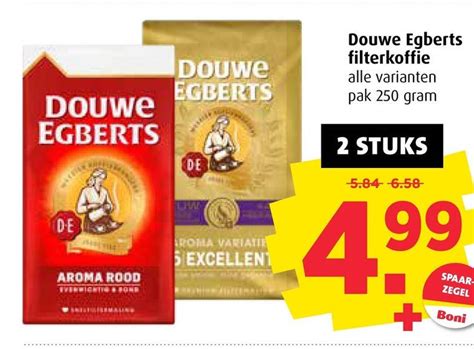 Douwe Egberts
filterkoffie
alle varianten
pak 250 gram
2 STUKS
5.84 6.58
4.99
+
SPAAR-
ZEGEL
Boni
DOUWE
EGBERTS
D·E
AROMA ROOD
EVENWICHTIG & ROND
SNELFILTERMALING
DOUWE
EGBERTS
D·E
AROMA VARIATIE
EXCELLENT